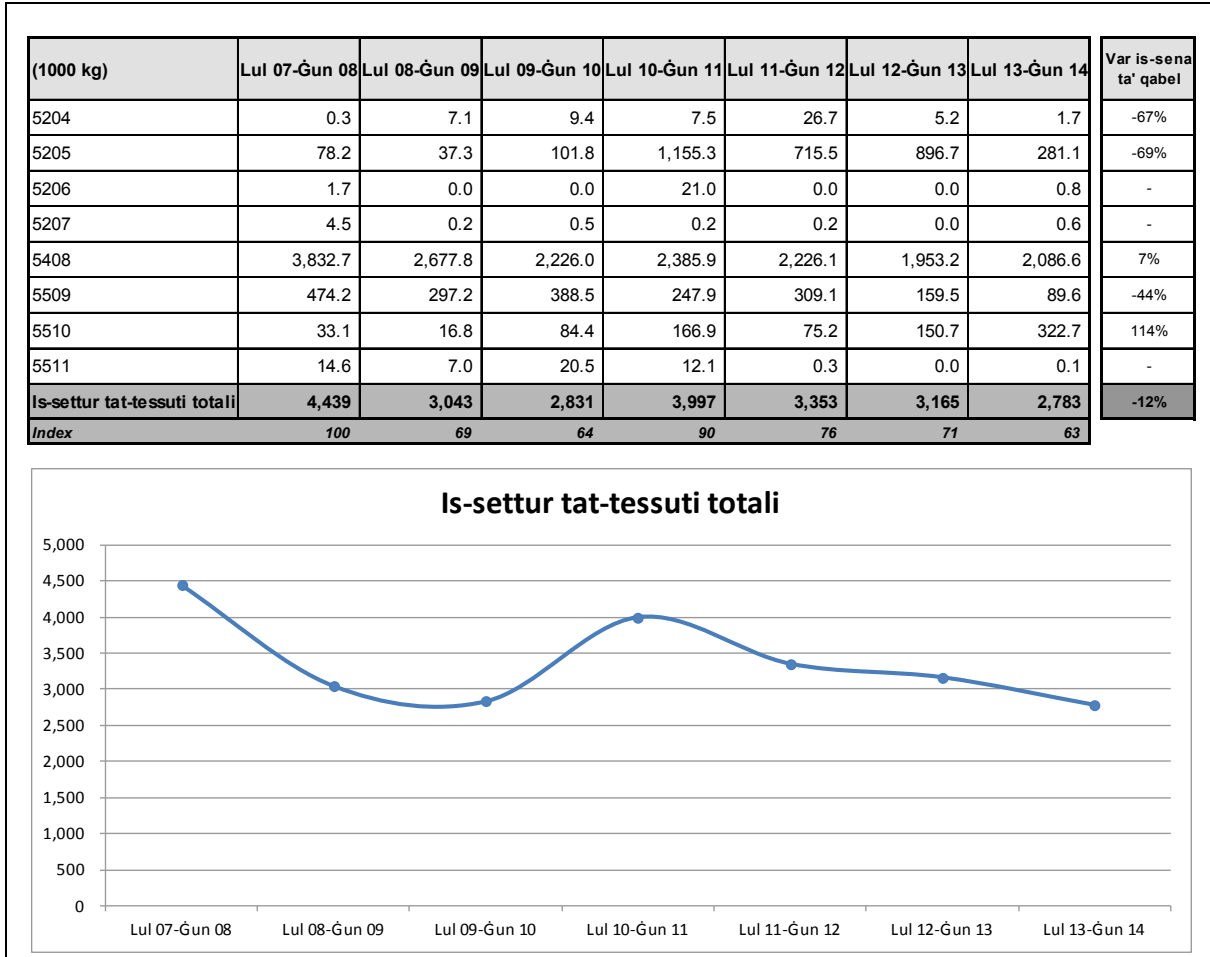 (1000 kg) Lul 07-Ġun 08 Lul 08-Ġun 09 Lul 09-Ġun 10 Lul 10-Ġun 11 Lul 11-Ġun 12 Lul 12-Ġun 13 Lul 13-Ġun 14 Var is-sena
ta' qabel
5204 0.3 7.1 9.4 7.5 26.7 5.2 1.7 -67%
5205 78.2 37.3 101.8 1,155.3 715.5 896.7 281.1 -69%
5206 1.7 0.0 0.0 21.0 0.0 0.0 0.8 -
5207 4.5 0.2 0.5 0.2 0.2 0.0 0.6 -
5408 3,832.7 2,677.8 2,226.0 2,385.9 2,226.1 1,953.2 2,086.6 7%
5509 474.2 297.2 388.5 247.9 309.1 159.5 89.6 -44%
5510 33.1 16.8 84.4 166.9 75.2 150.7 322.7 114%
5511 14.6 7.0 20.5 12.1 0.3 0.0 0.1 -
Is-settur tat-tessuti totali 4,439 3,043 2,831 3,997 3,353 3,165 2,783 -12%
Index 100 69 64 90 76 71 63
Is-settur tat-tessuti totali
5,000
4,500
4,000
3,500
3,000
2,500
2,000
1,500
1,000
500
0
Lul 07-Ġun 08 Lul 08-Ġun 09 Lul 09-Ġun 10 Lul 10-Ġun 11 Lul 11-Ġun 12 Lul 12-Ġun 13 Lul 13-Ġun 14